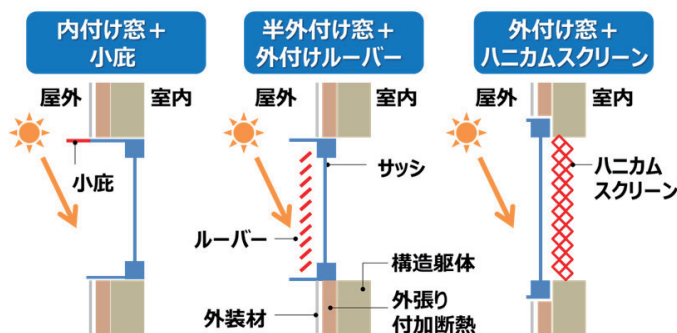 内付け窓＋
小庇
半外付け窓＋
外付けルーバー
外付け窓＋
ハニカムスクリーン
屋外
室内
小庇
屋外
室内
サッシ
ルーバー
構造躯体
外装材
外張り
付加断熱
屋外
室内
ハニカム
スクリーン